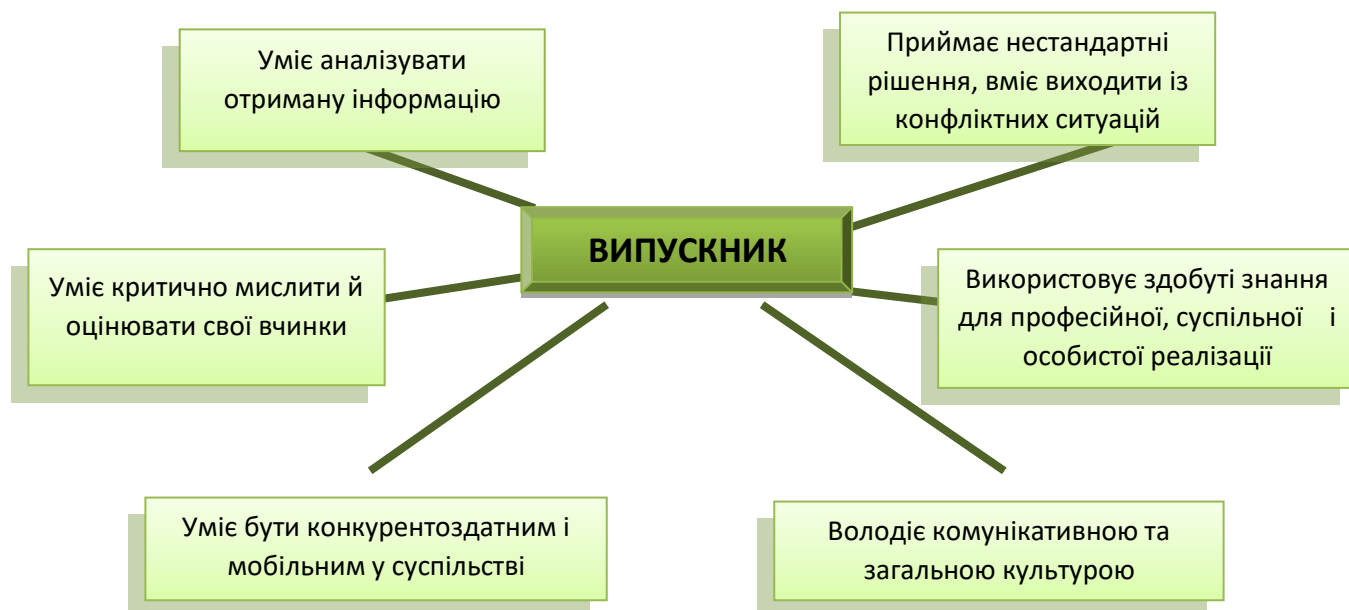 Уміє аналізувати
отриману інформацію
Приймає нестандартні
рішення, вміє виходити із
конфліктних ситуацій
ВИПУСКНИК
Уміє критично мислити й
оцінювати свої вчинки
Використовує здобуті знання
для професійної, суспільної і
особистої реалізації
Уміє бути конкурентоздатним і
мобільним у суспільстві
Володіє комунікативною та
загальною культурою